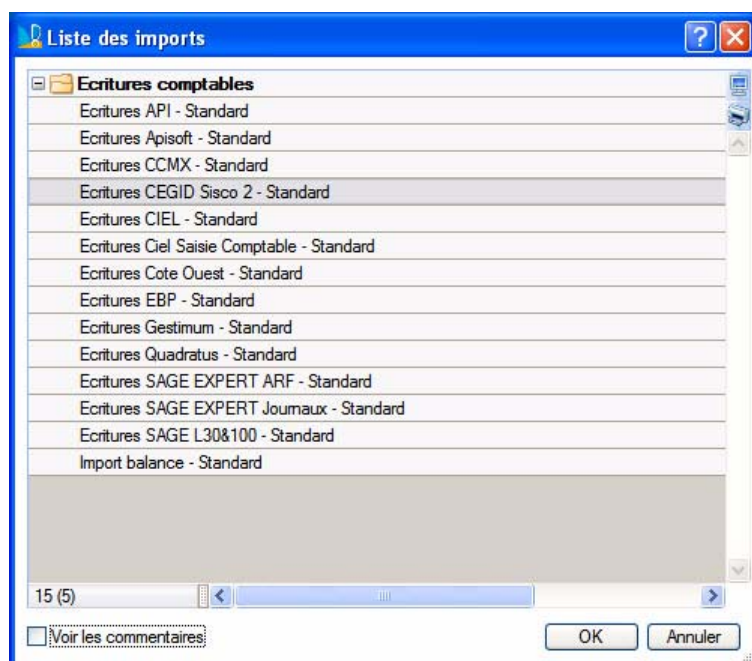 Liste des imports
Ecritures comptables
Ecritures API - Standard
Ecritures Apisoft - Standard
Ecritures CCMX - Standard
Ecritures CEGID Sisco 2 - Standard
Ecritures CIEL - Standard
Ecritures Ciel Saisie Comptable - Standard
Ecritures Cote Ouest - Standard
Ecritures EBP - Standard
Ecritures Gestimum - Standard
Ecritures Quadratus - Standard
Ecritures SAGE EXPERT ARF - Standard
Ecritures SAGE EXPERT Journaux - Standard
Ecritures SAGE L30&100 - Standard
Import balance - Standard
15 (5)
Voir les commentaires OK Annuler